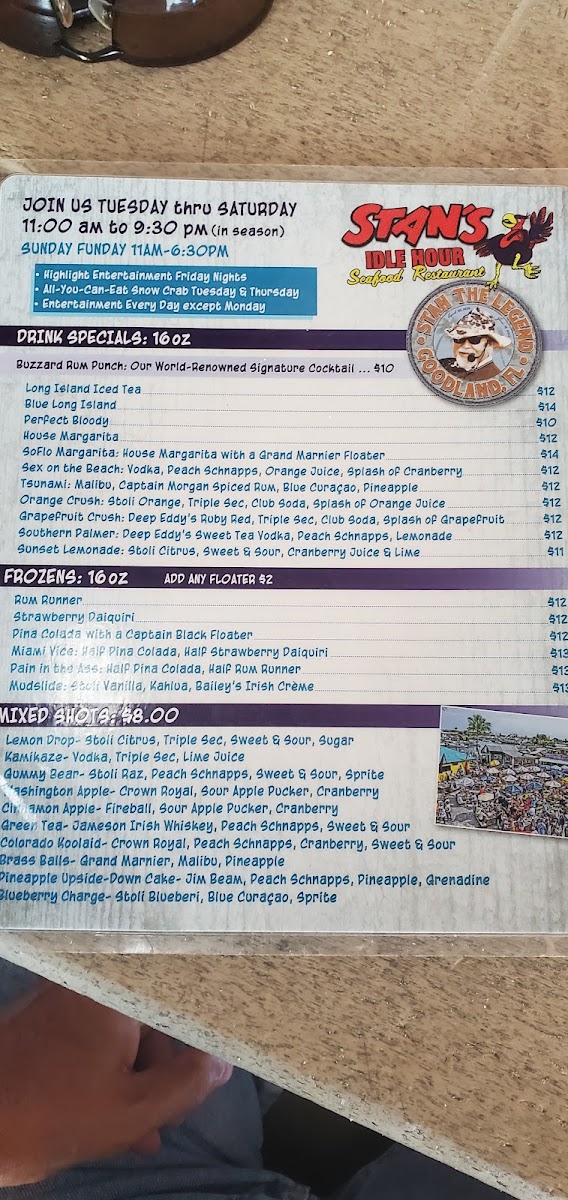 JOIN US TUESDAY thru SATURDAY
11:00 am to 9:30 pm (in season)
SUNDAY FUNDAY 11AM-6:30PM
• Highlight Entertainment Friday Nights
• All-You-Can-Eat Snow Crab Tuesday & Thursday
• Entertainment Every Day except Monday
STAN'S
IDLE HOUR
Seafood Restaurant
STAN THE LEGEND
GOODLAND, FL
DRINK SPECIALS: 16oz
Buzzard Rum Punch: Our World-Renowned Signature Cocktail ... $10
Long Island Iced Tea $12
Blue Long Island $14
Perfect Bloody $10
House Margarita $12
SoFlo Margarita: House Margarita with a Grand Marnier Floater $14
Sex on the Beach: Vodka, Peach Schnapps, Orange Juice, Splash of Cranberry $12
Tsunami: Malibu, Captain Morgan Spiced Rum, Blue Curaçao, Pineapple $12
Orange Crush: Stoli Orange, Triple Sec, Club Soda, Splash of Orange Juice $12
Grapefruit Crush: Deep Eddy's Ruby Red, Triple Sec, Club Soda, Splash of Grapefruit $12
Southern Palmer: Deep Eddy's Sweet Tea Vodka, Peach Schnapps, Lemonade $12
Sunset Lemonade: Stoli Citrus, Sweet & Sour, Cranberry Juice & Lime $11
FROZENS: 16oz ADD ANY FLOATER $2
Rum Runner $12
Strawberry Daiquiri $12
Pina Colada with a Captain Black Floater $12
Miami Vice: Half Pina Colada, Half Strawberry Daiquiri $13
Pain in the Ass: Half Pina Colada, Half Rum Runner $13
Mudslide: Stoli Vanilla, Kahlua, Bailey's Irish Crème $13
MIXED SHOTS: $8.00
Lemon Drop- Stoli Citrus, Triple Sec, Sweet & Sour, Sugar
Kamikaze- Vodka, Triple Sec, Lime Juice
Gummy Bear- Stoli Raz, Peach Schnapps, Sweet & Sour, Sprite
Washington Apple- Crown Royal, Sour Apple Pucker, Cranberry
Cinnamon Apple- Fireball, Sour Apple Pucker, Cranberry
Green Tea- Jameson Irish Whiskey, Peach Schnapps, Sweet & Sour
Colorado Koolaid- Crown Royal, Peach Schnapps, Cranberry, Sweet & Sour
Brass Balls- Grand Marnier, Malibu, Pineapple
Pineapple Upside-Down Cake- Jim Beam, Peach Schnapps, Pineapple, Grenadine
Blueberry Charge- Stoli Blueberi, Blue Curaçao, Sprite